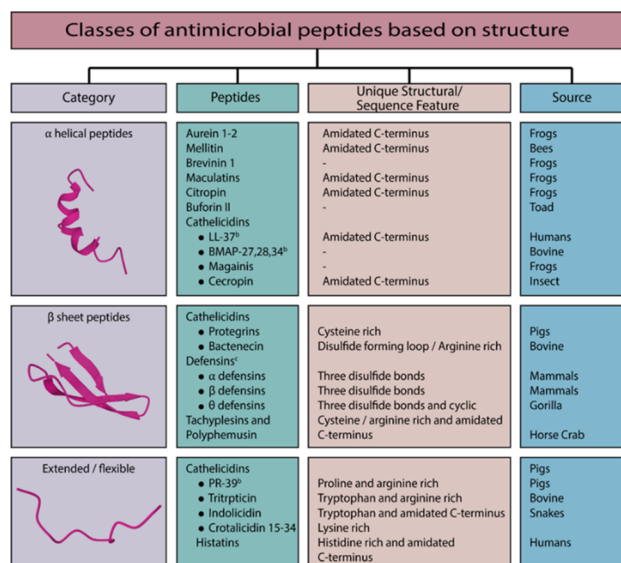 Classes of antimicrobial peptides based on structure
Category
Peptides
Unique Structural/
Sequence Feature
Source
α helical peptides
Aurein 1-2 Amidated C-terminus Frogs
Mellitin Amidated C-terminus Bees
Brevinin 1 - Frogs
Maculatins Amidated C-terminus Frogs
Citropin Amidated C-terminus Frogs
Buforin II - Toad
Cathelicidins
● LL-37ᵇ Amidated C-terminus Humans
● BMAP-27,28,34ᵇ - Bovine
● Magainis - Frogs
● Cecropin Amidated C-terminus Insect
β sheet peptides
Cathelicidins
● Protegrins Cysteine rich Pigs
● Bactenecin Disulfide forming loop / Arginine rich Bovine
Defensinsᶜ
● α defensins Three disulfide bonds Mammals
● β defensins Three disulfide bonds Mammals
● θ defensins Three disulfide bonds and cyclic Gorilla
Tachyplesins and Cysteine / arginine rich and amidated
Polyphemusin C-terminus Horse Crab
Extended / flexible
Cathelicidins Pigs
● PR-39ᵇ Proline and arginine rich Pigs
● Tritrpticin Tryptophan and arginine rich Bovine
● Indolicidin Tryptophan and amidated C-terminus Snakes
● Crotalicidin 15-34 Lysine rich
Histatins Histidine rich and amidated Humans
C-terminus